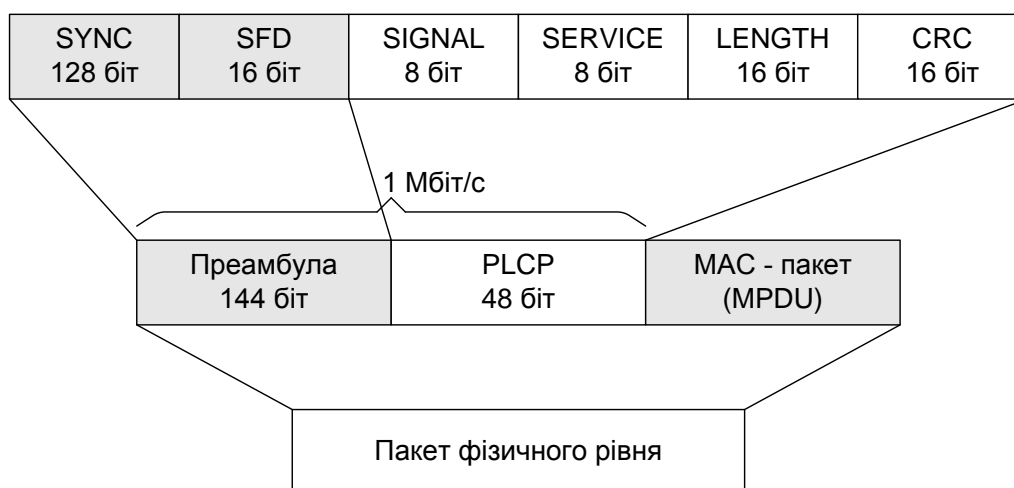 SYNC SFD SIGNAL SERVICE LENGTH CRC
128 біт 16 біт 8 біт 8 біт 16 біт 16 біт
1 Мбіт/с
Преамбула PLCP MAC - пакет
144 біт 48 біт (MPDU)
Пакет фізичного рівня